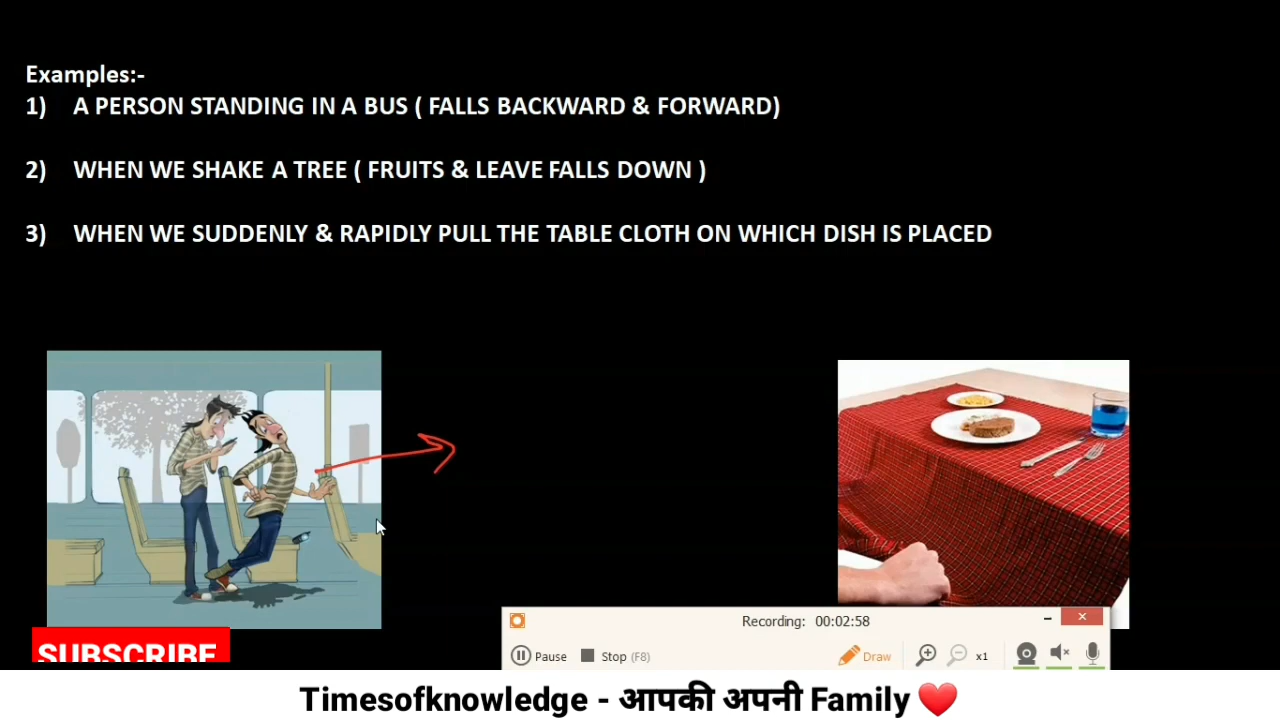 Examples:-
1) A PERSON STANDING IN A BUS ( FALLS BACKWARD & FORWARD)
2) WHEN WE SHAKE A TREE ( FRUITS & LEAVE FALLS DOWN )
3) WHEN WE SUDDENLY & RAPIDLY PULL THE TABLE CLOTH ON WHICH DISH IS PLACED
Recording: 00:02:58
Pause Stop (F8) Draw x1
SUBSCRIBE
Timesofknowledge - आपकी अपनी Family ❤️